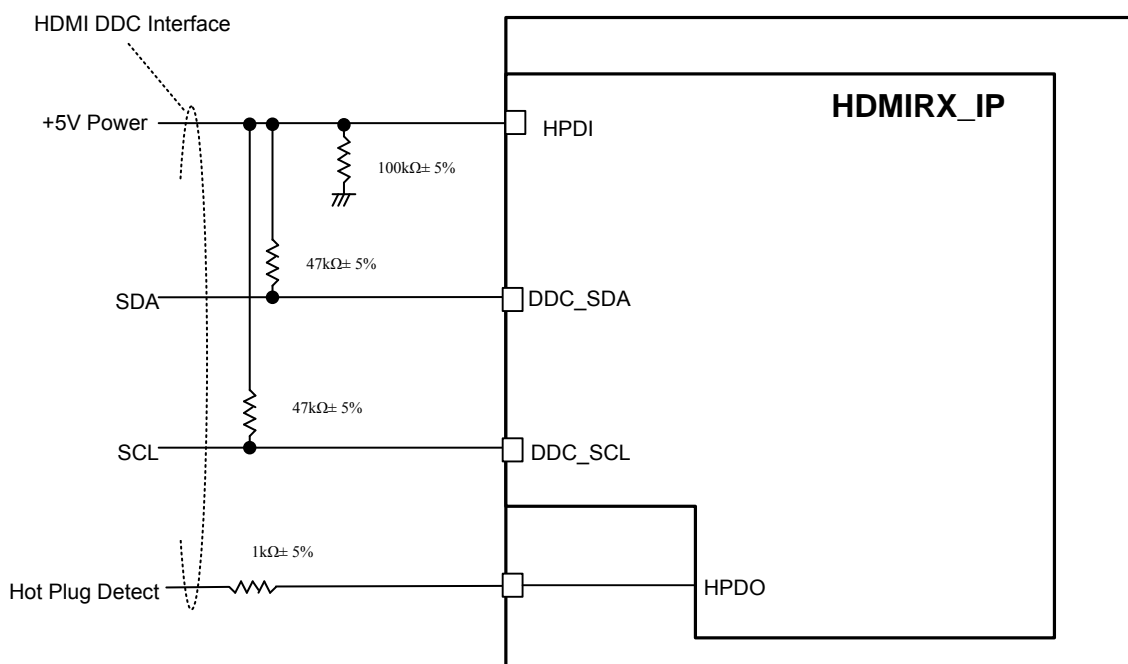 HDMI DDC Interface
HDMIRX_IP
+5V Power
HPDI
100kΩ± 5%
47kΩ± 5%
SDA
DDC_SDA
47kΩ± 5%
SCL
DDC_SCL
1kΩ± 5%
Hot Plug Detect
HPDO